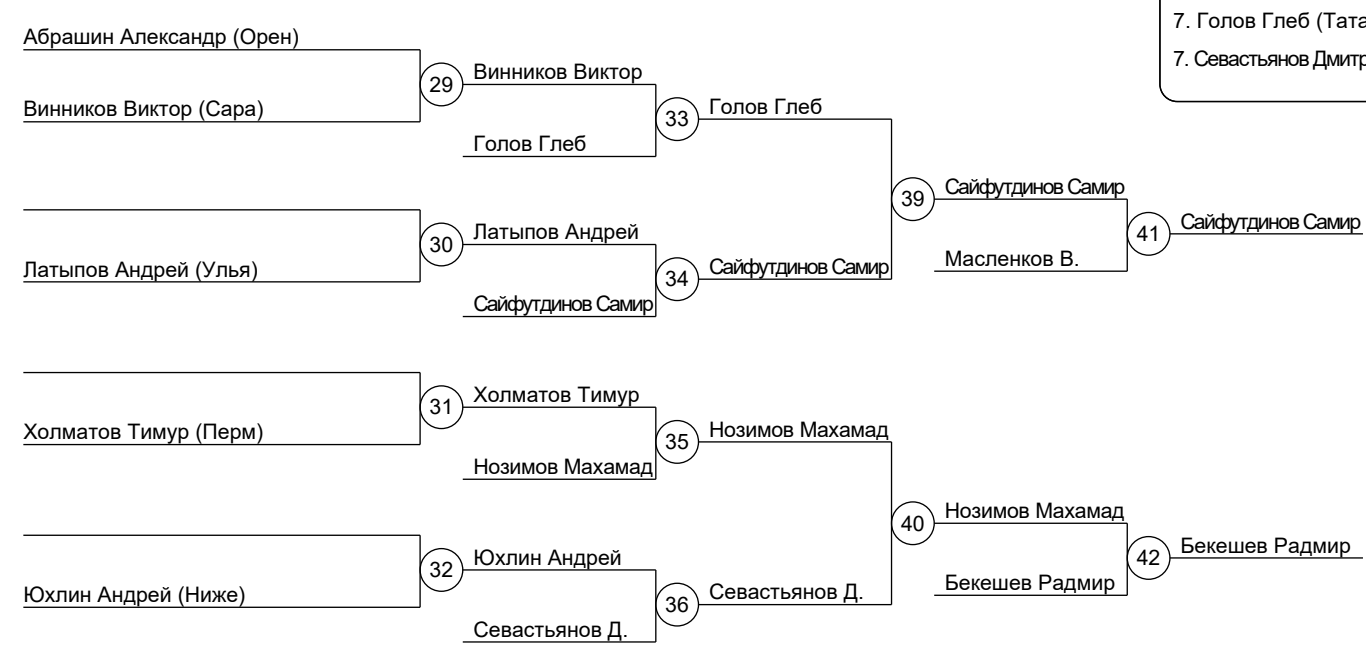 7. Голов Глеб (Тата
7. Севастьянов Дмитр
Абрашин Александр (Орен)
29
Винников Виктор
Винников Виктор (Сара)
33
Голов Глеб
Голов Глеб
39
Сайфутдинов Самир
41
Сайфутдинов Самир
30
Латыпов Андрей
Масленков В.
Латыпов Андрей (Улья)
34
Сайфутдинов Самир
Сайфутдинов Самир
31
Холматов Тимур
Холматов Тимур (Перм)
35
Нозимов Махамад
Нозимов Махамад
40
Нозимов Махамад
42
Бекешев Радмир
32
Юхлин Андрей
Бекешев Радмир
Юхлин Андрей (Ниже)
36
Севастьянов Д.
Севастьянов Д.